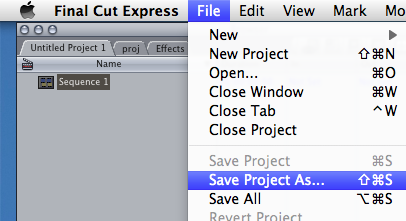 Final Cut Express File Edit View Mark Mo
Untitled Project 1 proj Effects
Name
Sequence 1
New
New Project ⇧⌘N
Open... ⌘O
Close Window ⌘W
Close Tab ^W
Close Project
Save Project ⌘S
Save Project As... ⇧⌘S
Save All ⌥⌘S
Revert Project